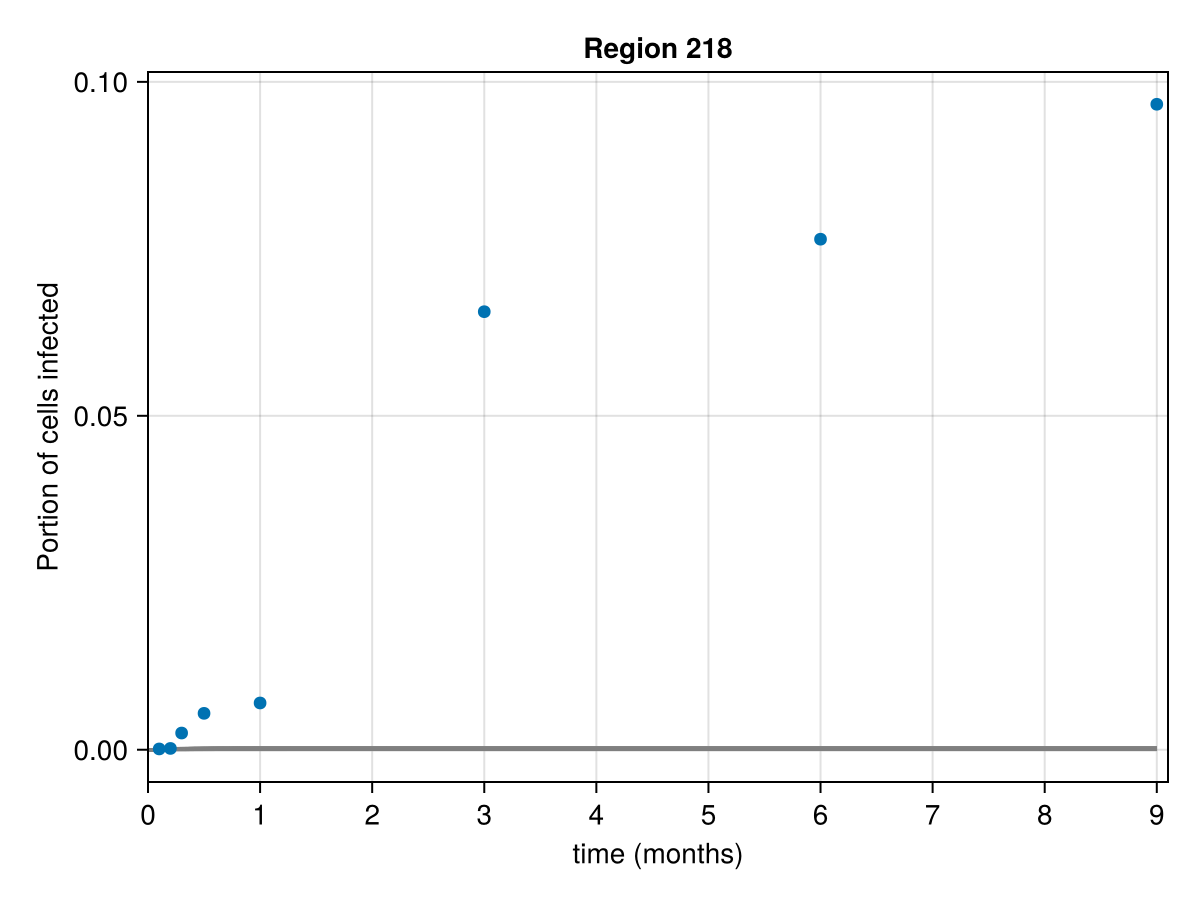 Region 218
0.10
0.05
0.00
Portion of cells infected
0 1 2 3 4 5 6 7 8 9
time (months)